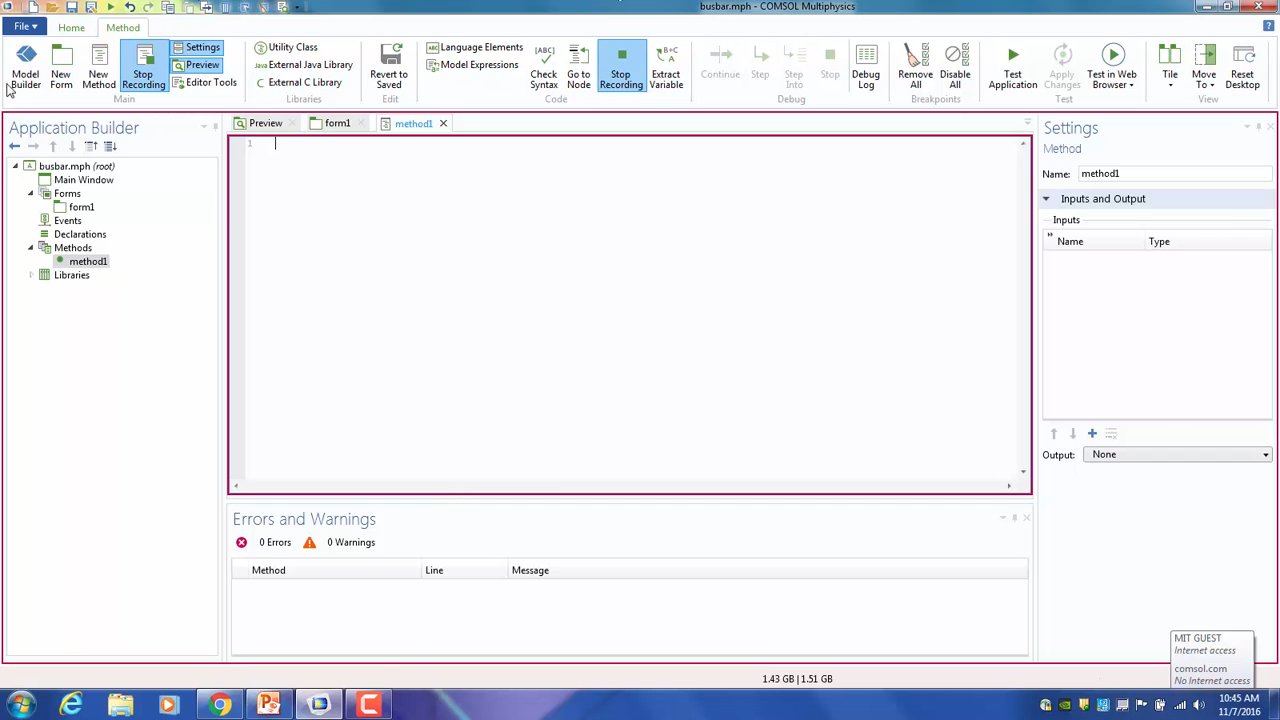 busbar.mph - COMSOL Multiphysics
File
Home
Method
Model Builder
New Form
New Method
Stop Recording
Settings
Preview
Editor Tools
Main
Utility Class
External Java Library
External C Library
Libraries
Revert to Saved
Edit
Language Elements
Model Expressions
Check Syntax
Go to Node
Stop Recording
Extract Variable
Code
Continue
Step
Step Into
Stop
Debug Log
Debug
Remove All
Disable All
Breakpoints
Test Application
Apply Changes
Test in Web Browser
Test
Tile
Move To
Reset Desktop
View
Application Builder
busbar.mph (root)
Main Window
Forms
form1
Events
Declarations
Methods
method1
Libraries
Preview
form1
method1
1
Errors and Warnings
0 Errors
0 Warnings
Method
Line
Message
Settings
Method
Name: method1
Inputs and Output
Inputs
Name
Type
Output: None
MIT GUEST
Internet access
comsol.com
No Internet access
1.43 GB | 1.51 GB
10:45 AM
11/7/2016